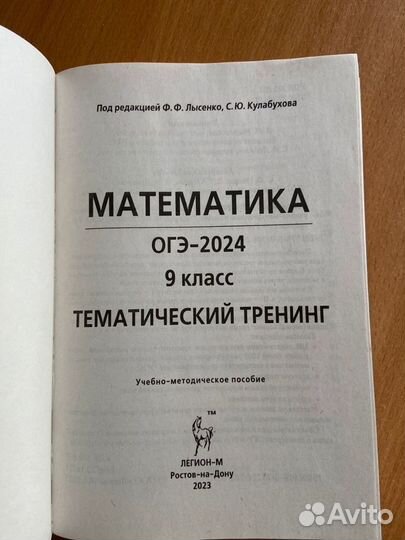 Под редакцией Ф. Ф. Лысенко, С. Ю. Кулабухова
МАТЕМАТИКА
ОГЭ-2024
9 класс
ТЕМАТИЧЕСКИЙ ТРЕНИНГ
Учебно-методическое пособие
TM
ЛЕГИОН-М
Ростов-на-Дону
2023
Avito